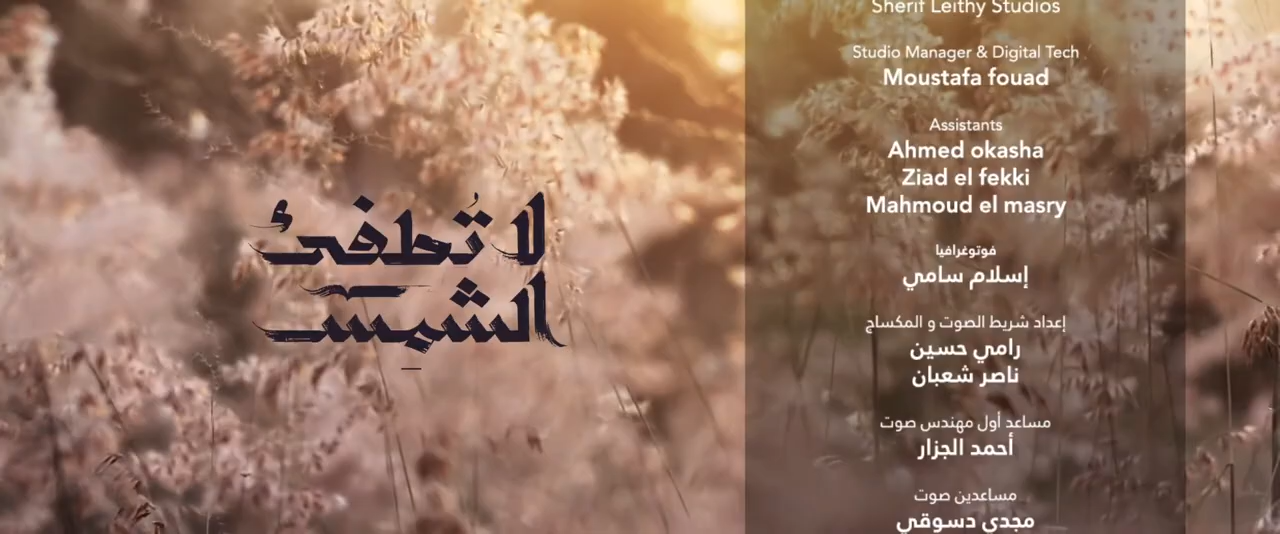 لا تُطفئ
الشمسِ
Sherif Leithy Studios
Studio Manager & Digital Tech
Moustafa fouad
Assistants
Ahmed okasha
Ziad el fekki
Mahmoud el masry
فوتوغرافيا
إسلام سامي
إعداد شريط الصوت و المكساج
رامي حسين
ناصر شعبان
مساعد أول مهندس صوت
أحمد الجزار
مساعدين صوت
مجدي دسوقي